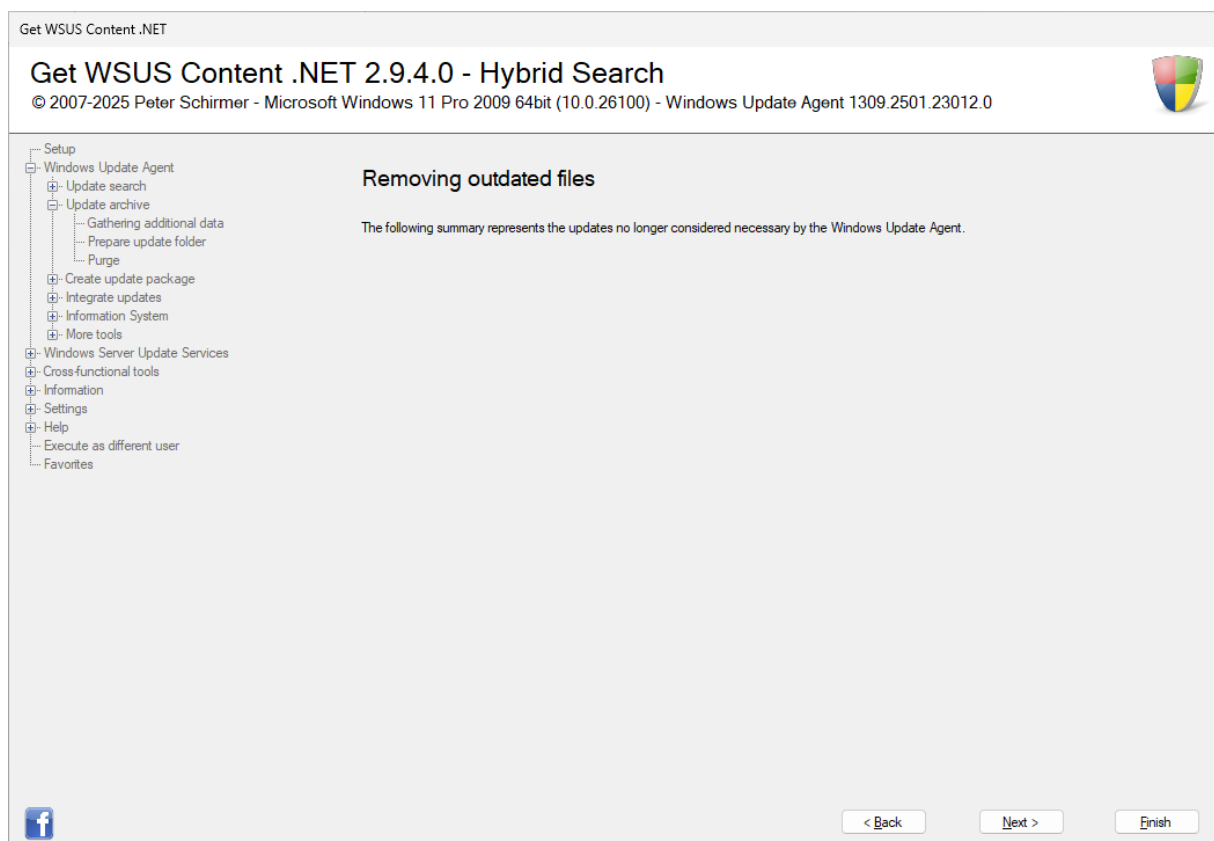 Get WSUS Content .NET
Get WSUS Content .NET 2.9.4.0 - Hybrid Search
© 2007-2025 Peter Schirmer - Microsoft Windows 11 Pro 2009 64bit (10.0.26100) - Windows Update Agent 1309.2501.23012.0
Setup
Windows Update Agent
Update search
Update archive
Gathering additional data
Prepare update folder
Purge
Create update package
Integrate updates
Information System
More tools
Windows Server Update Services
Cross-functional tools
Information
Settings
Help
Execute as different user
Favorites
Removing outdated files
The following summary represents the updates no longer considered necessary by the Windows Update Agent.
f
< Back
Next >
Finish